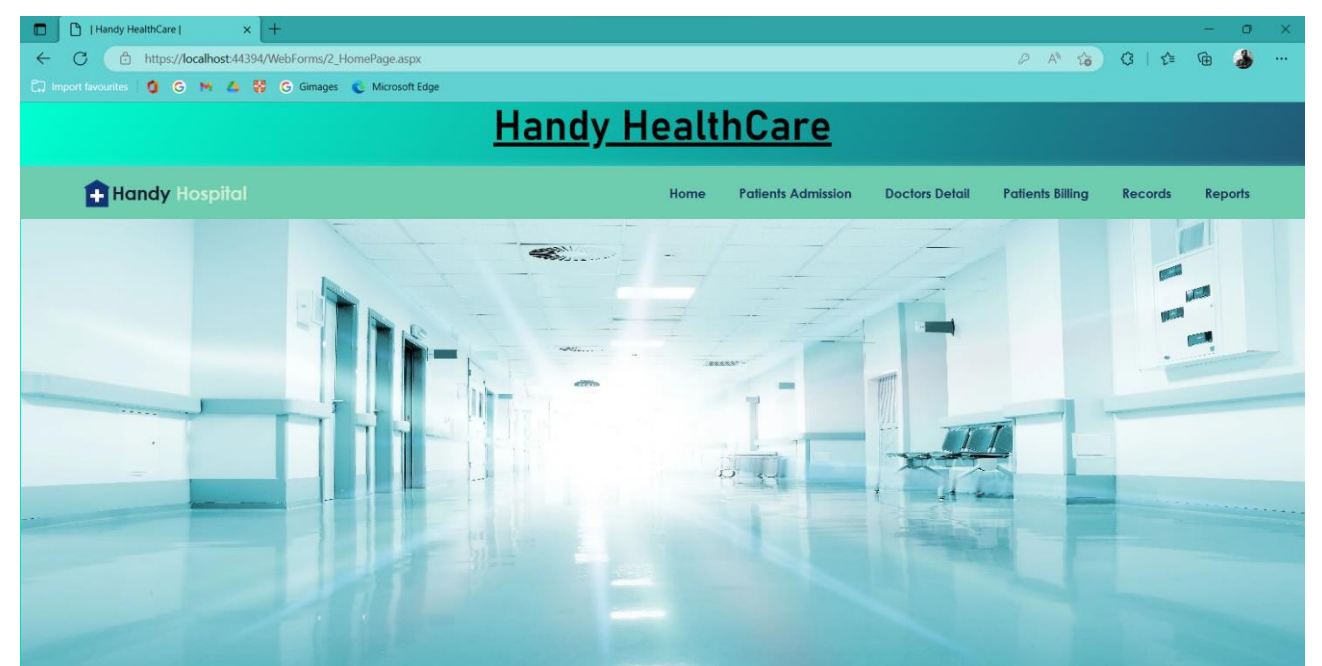 | Handy HealthCare |
https://localhost:44394/WebForms/2_HomePage.aspx
Import favourites Gimages Microsoft Edge
Handy HealthCare
Handy Hospital Home Patients Admission Doctors Detail Patients Billing Records Reports